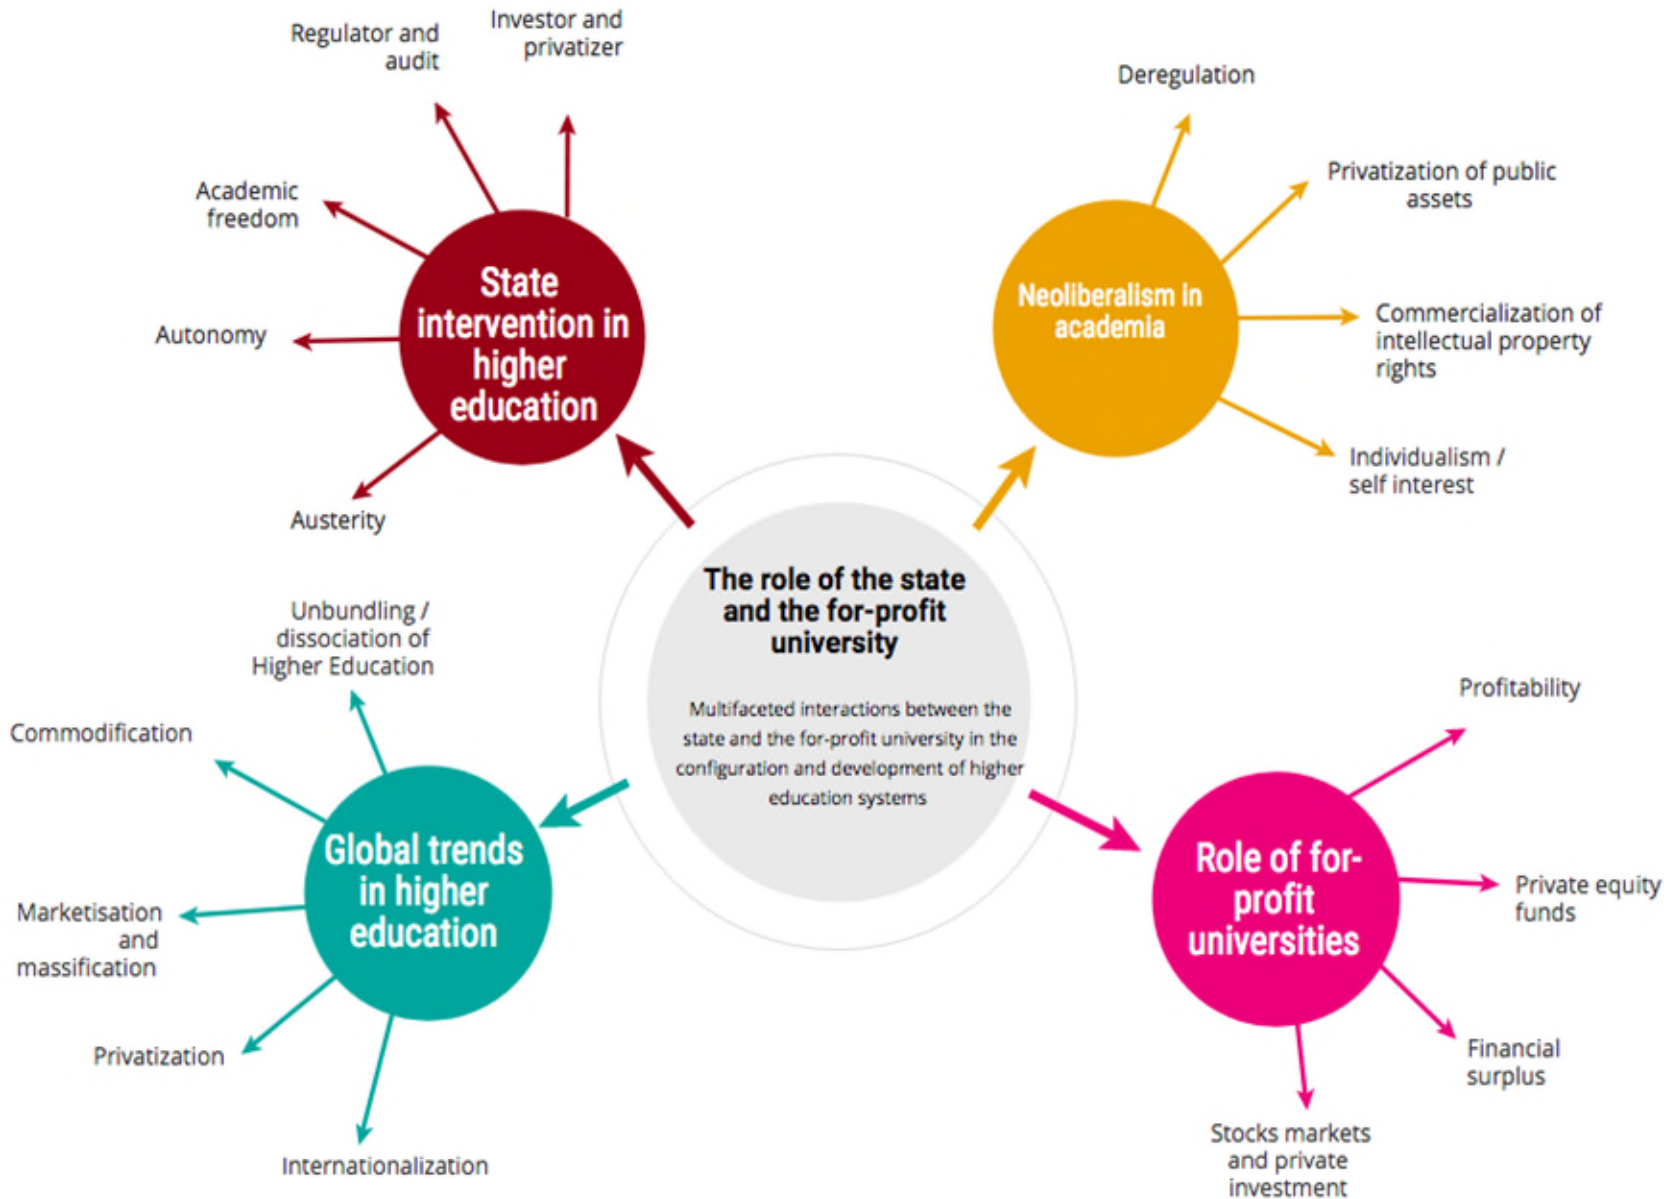 Regulator and
audit
Investor and
privatizer
Academic
freedom
Autonomy
Austerity
State
intervention in
higher
education
Deregulation
Privatization of public
assets
Commercialization of
intellectual property
rights
Individualism /
self interest
Neoliberalism in
academia
The role of the state
and the for-profit
university
Multifaceted interactions between the
state and the for-profit university in the
configuration and development of higher
education systems
Unbundling /
dissociation of
Higher Education
Commodification
Marketisation
and
massification
Privatization
Internationalization
Global trends
in higher
education
Profitability
Private equity
funds
Financial
surplus
Stocks markets
and private
investment
Role of for-
profit
universities